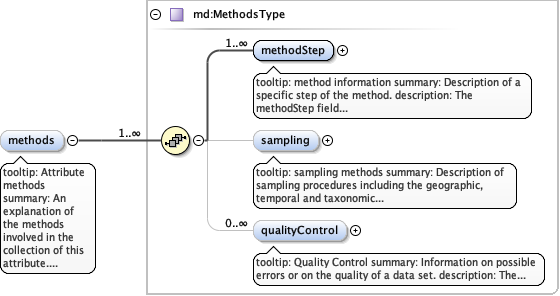 md:MethodsType
1..∞
methodStep
tooltip: method information summary: Description of a
specific step of the method. description: The
methodStep field...
methods
1..∞
tooltip: Attribute
methods
summary: An
explanation of
the methods
involved in the
collection of this
attribute....
sampling
tooltip: sampling methods summary: Description of
sampling procedures including the geographic,
temporal and taxonomic...
0..∞
qualityControl
tooltip: Quality Control summary: Information on possible
errors or on the quality of a data set. description: The...